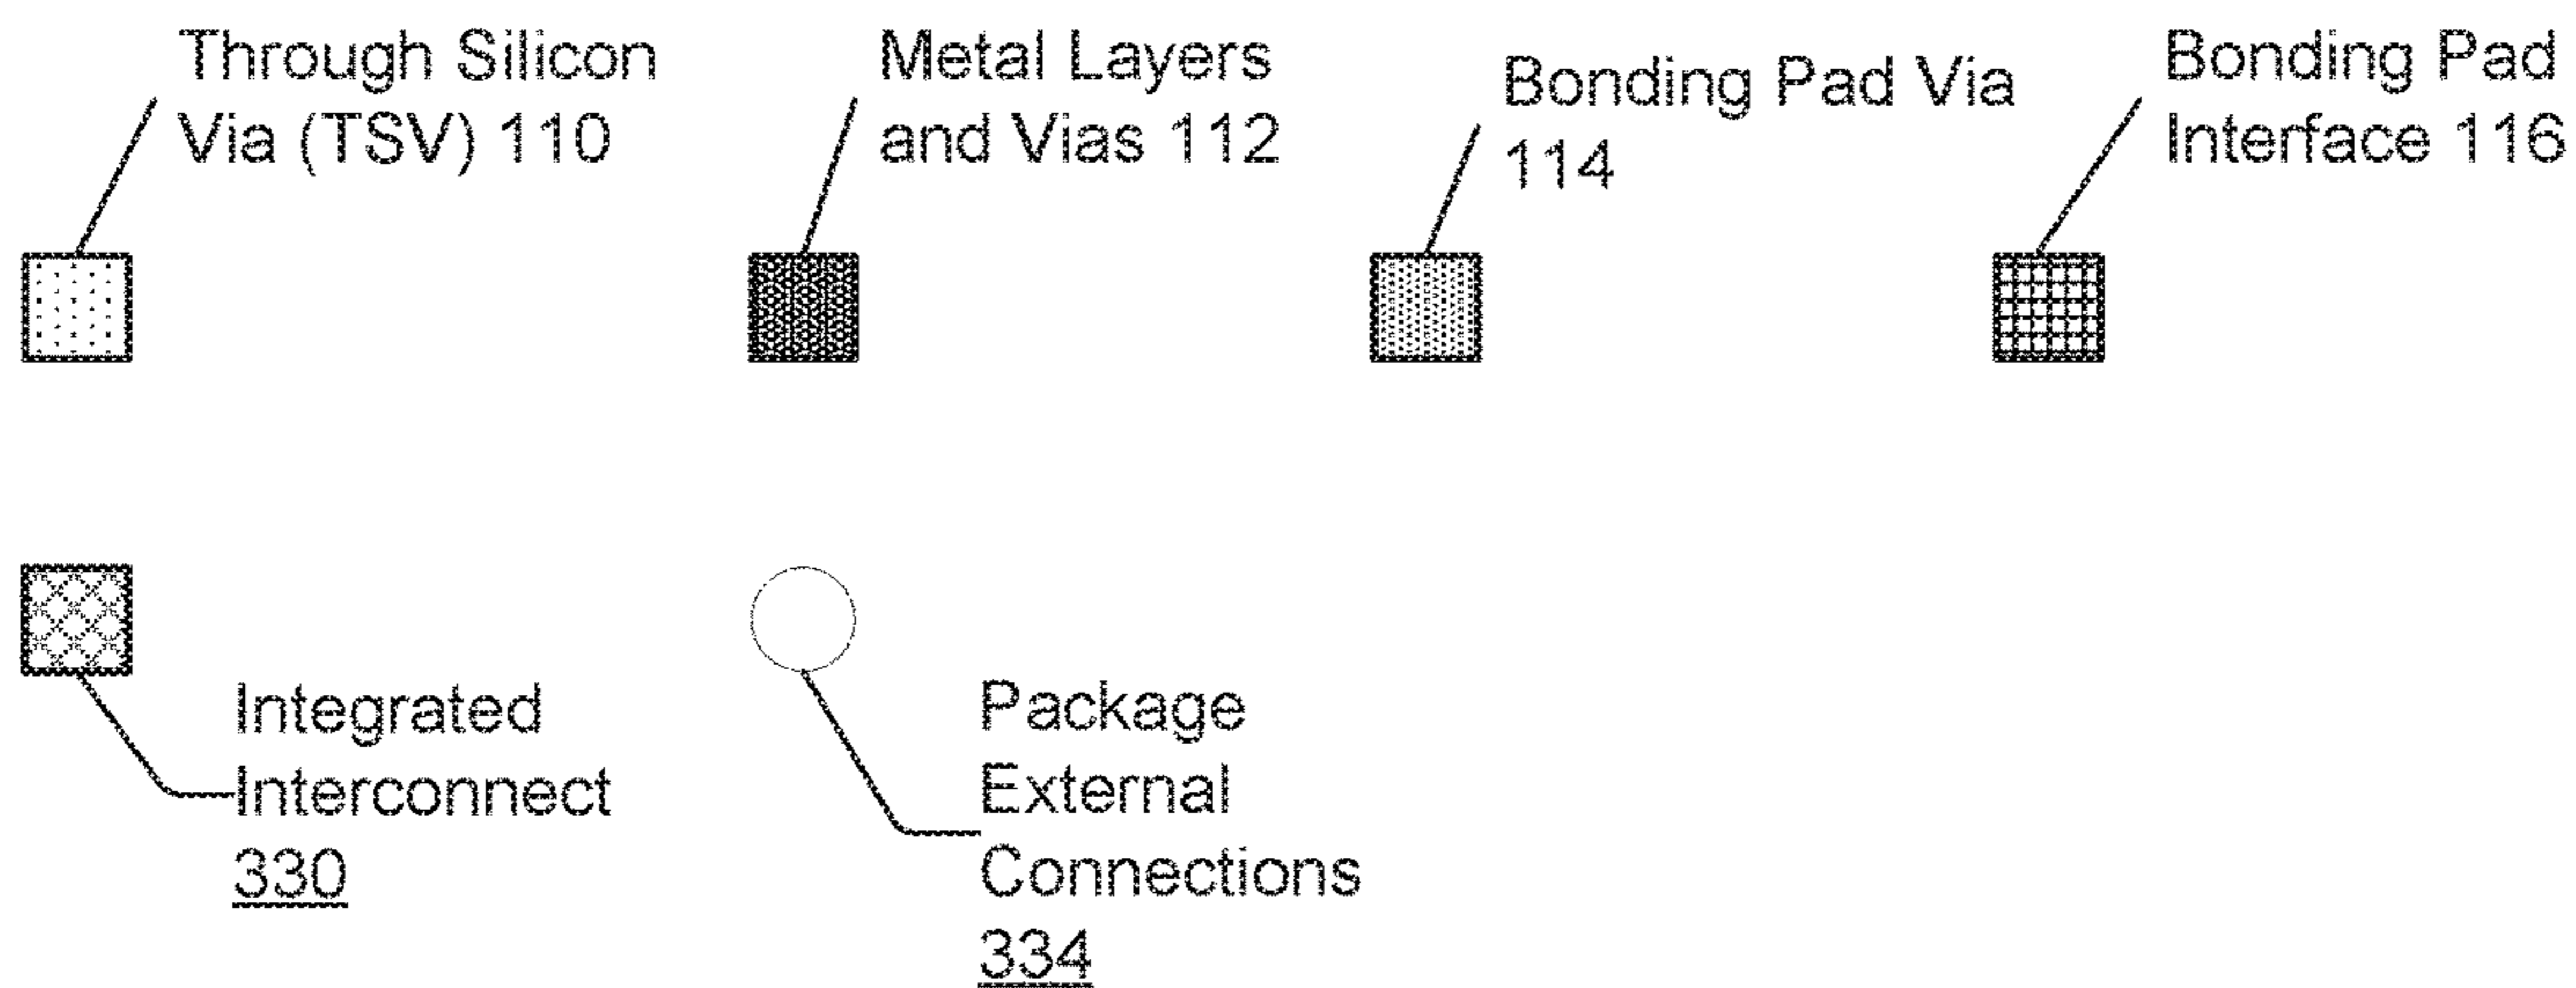 Through Silicon
Via (TSV) 110
Metal Layers
and Vias 112
Bonding Pad Via
114
Bonding Pad
Interface 116
Integrated
Interconnect
330
Package
External
Connections
334